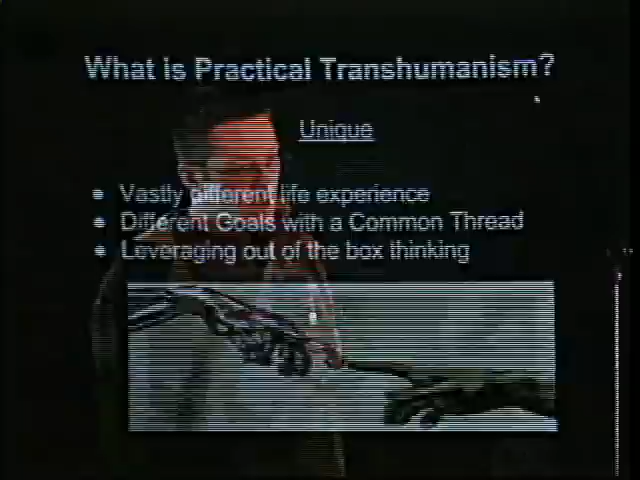 What is Practical Transhumanism?
Unique
Vastly different life experience
Different Goals with a Common Thread
Leveraging out of the box thinking